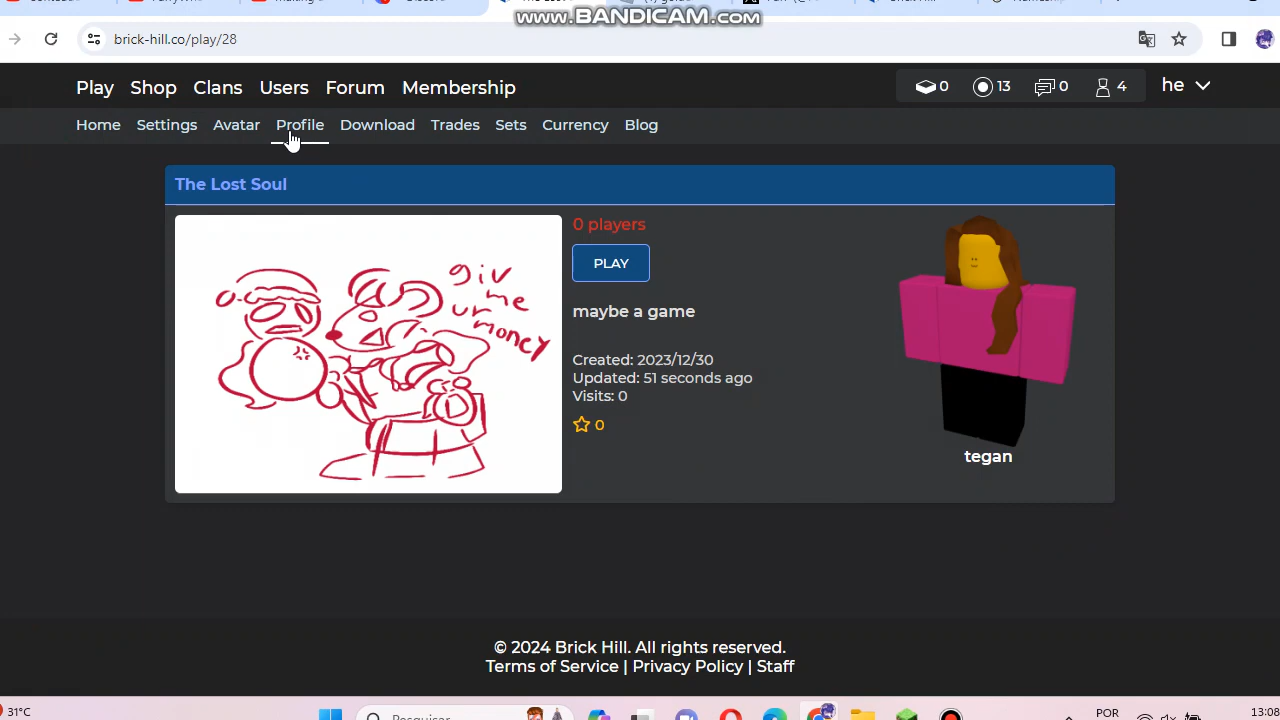 www.BANDICAM.com
brick-hill.co/play/28
Play Shop Clans Users Forum Membership
0 13 0 4 he
Home Settings Avatar Profile Download Trades Sets Currency Blog
The Lost Soul
0 players
PLAY
giv
me
ur
money
maybe a game
Created: 2023/12/30
Updated: 51 seconds ago
Visits: 0
0
tegan
© 2024 Brick Hill. All rights reserved.
Terms of Service | Privacy Policy | Staff
31°C
Pesquisar
POR
13:08